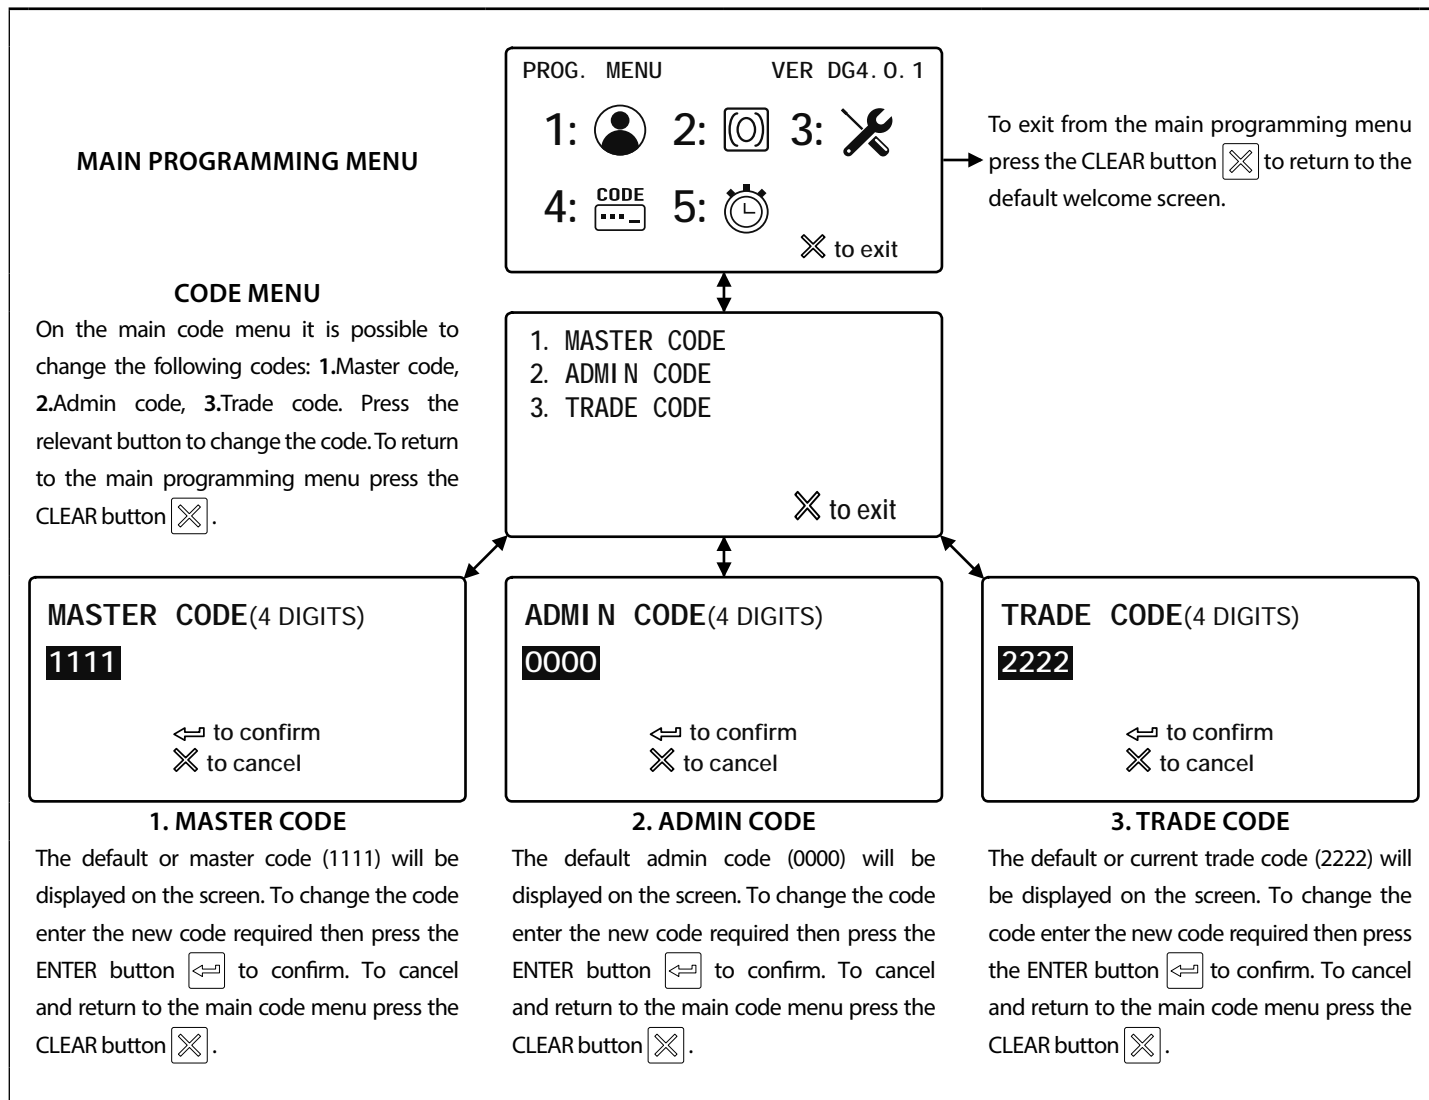 PROG. MENU VER DG4.0.1
1: 2: 3:
4: CODE 5:
to exit
MAIN PROGRAMMING MENU
To exit from the main programming menu
press the CLEAR button to return to the
default welcome screen.
CODE MENU
On the main code menu it is possible to
change the following codes: 1.Master code,
2.Admin code, 3.Trade code. Press the
relevant button to change the code. To return
to the main programming menu press the
CLEAR button .
1. MASTER CODE
2. ADMIN CODE
3. TRADE CODE
to exit
MASTER CODE(4 DIGITS)
1111
to confirm
to cancel
1. MASTER CODE
The default or master code (1111) will be
displayed on the screen. To change the code
enter the new code required then press the
ENTER button to confirm. To cancel
and return to the main code menu press the
CLEAR button .
ADMIN CODE(4 DIGITS)
0000
to confirm
to cancel
2. ADMIN CODE
The default admin code (0000) will be
displayed on the screen. To change the code
enter the new code required then press the
ENTER button to confirm. To cancel
and return to the main code menu press the
CLEAR button .
TRADE CODE(4 DIGITS)
2222
to confirm
to cancel
3. TRADE CODE
The default or current trade code (2222) will
be displayed on the screen. To change the
code enter the new code required then press
the ENTER button to confirm. To cancel
and return to the main code menu press the
CLEAR button .